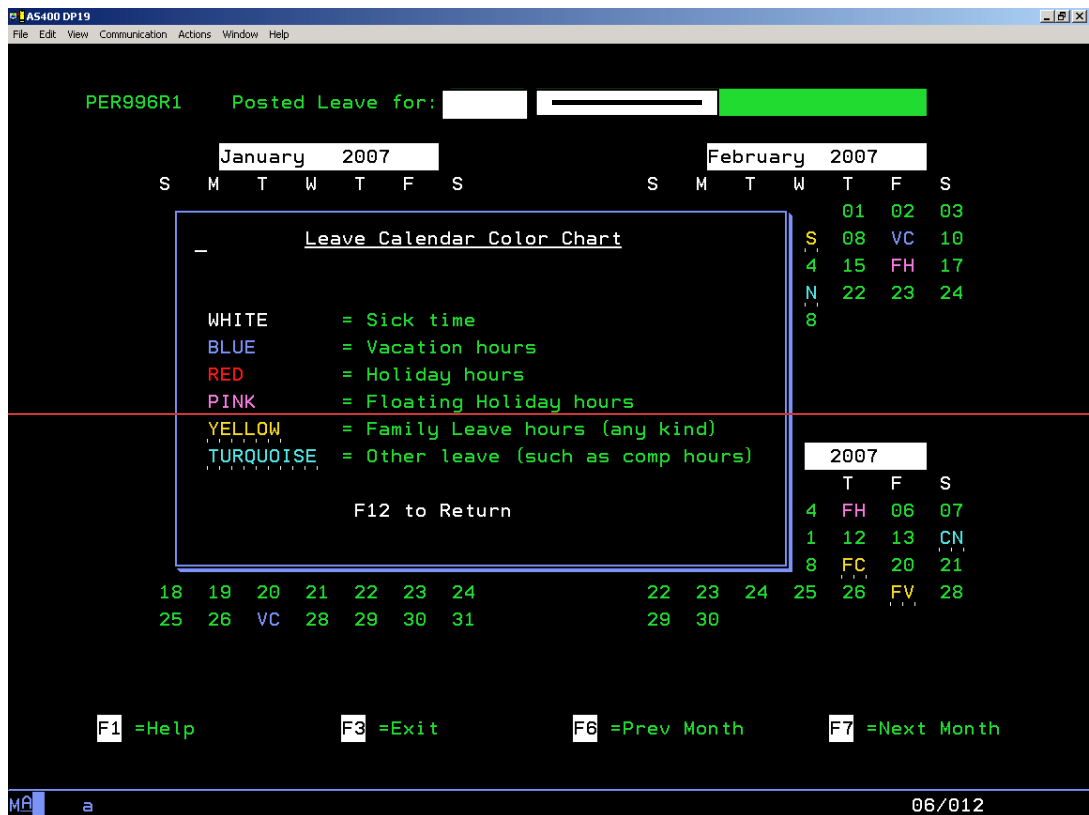 AS400 DP19
File Edit View Communication Actions Window Help
PER996R1 Posted Leave for:
January 2007 February 2007
S M T W T F S S M T W T F S
01 02 03
Leave Calendar Color Chart
S 08 VC 10
4 15 FH 17
N 22 23 24
WHITE = Sick time
8
BLUE = Vacation hours
RED = Holiday hours
PINK = Floating Holiday hours
YELLOW = Family Leave hours (any kind)
TURQUOISE = Other leave (such as comp hours)
2007
T F S
F12 to Return
4 FH 06 07
1 12 13 CN
8 FC 20 21
18 19 20 21 22 23 24 22 23 24 25 26 FV 28
25 26 VC 28 29 30 31 29 30
F1 =Help F3 =Exit F6 =Prev Month F7 =Next Month
MA a 06/012